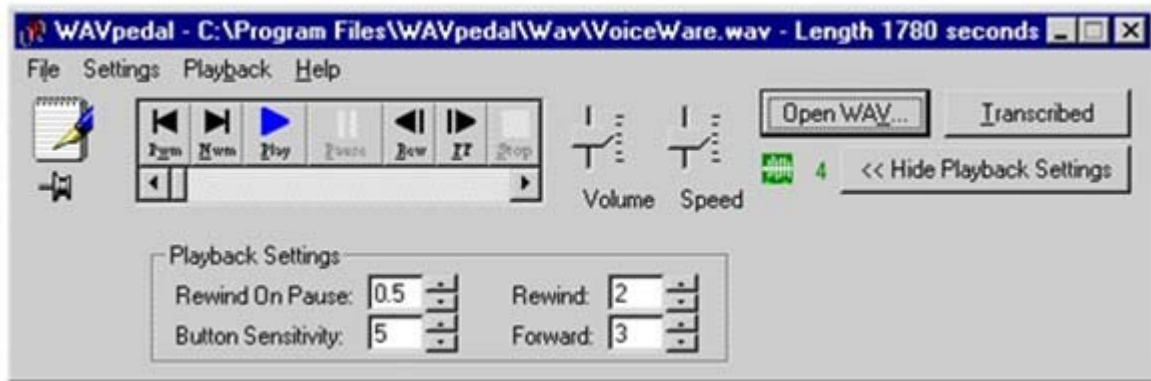 WAVpedal - C:\Program Files\WAVpedal\Wav\VoiceWare.wav - Length 1780 seconds
File Settings Playback Help
Open WAV... Transcribed
Play Pause Rew FF Stop
4 << Hide Playback Settings
Volume Speed
Playback Settings
Rewind On Pause: 0.5 Rewind: 2
Button Sensitivity: 5 Forward: 3